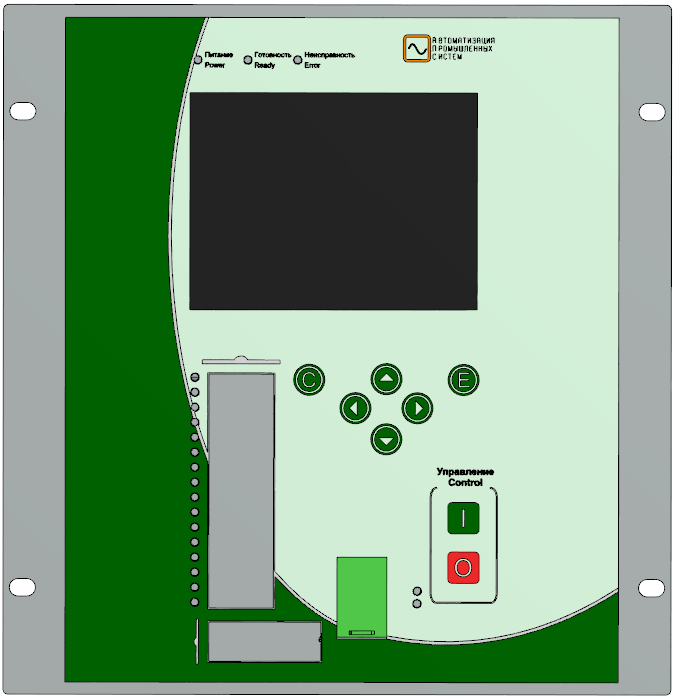 Питание
Power
Готовность
Ready
Неисправность
Error
АВТОМАТИЗАЦИЯ
ПРОМЫШЛЕННЫХ
СИСТЕМ
C
E
Управление
Control
I
O